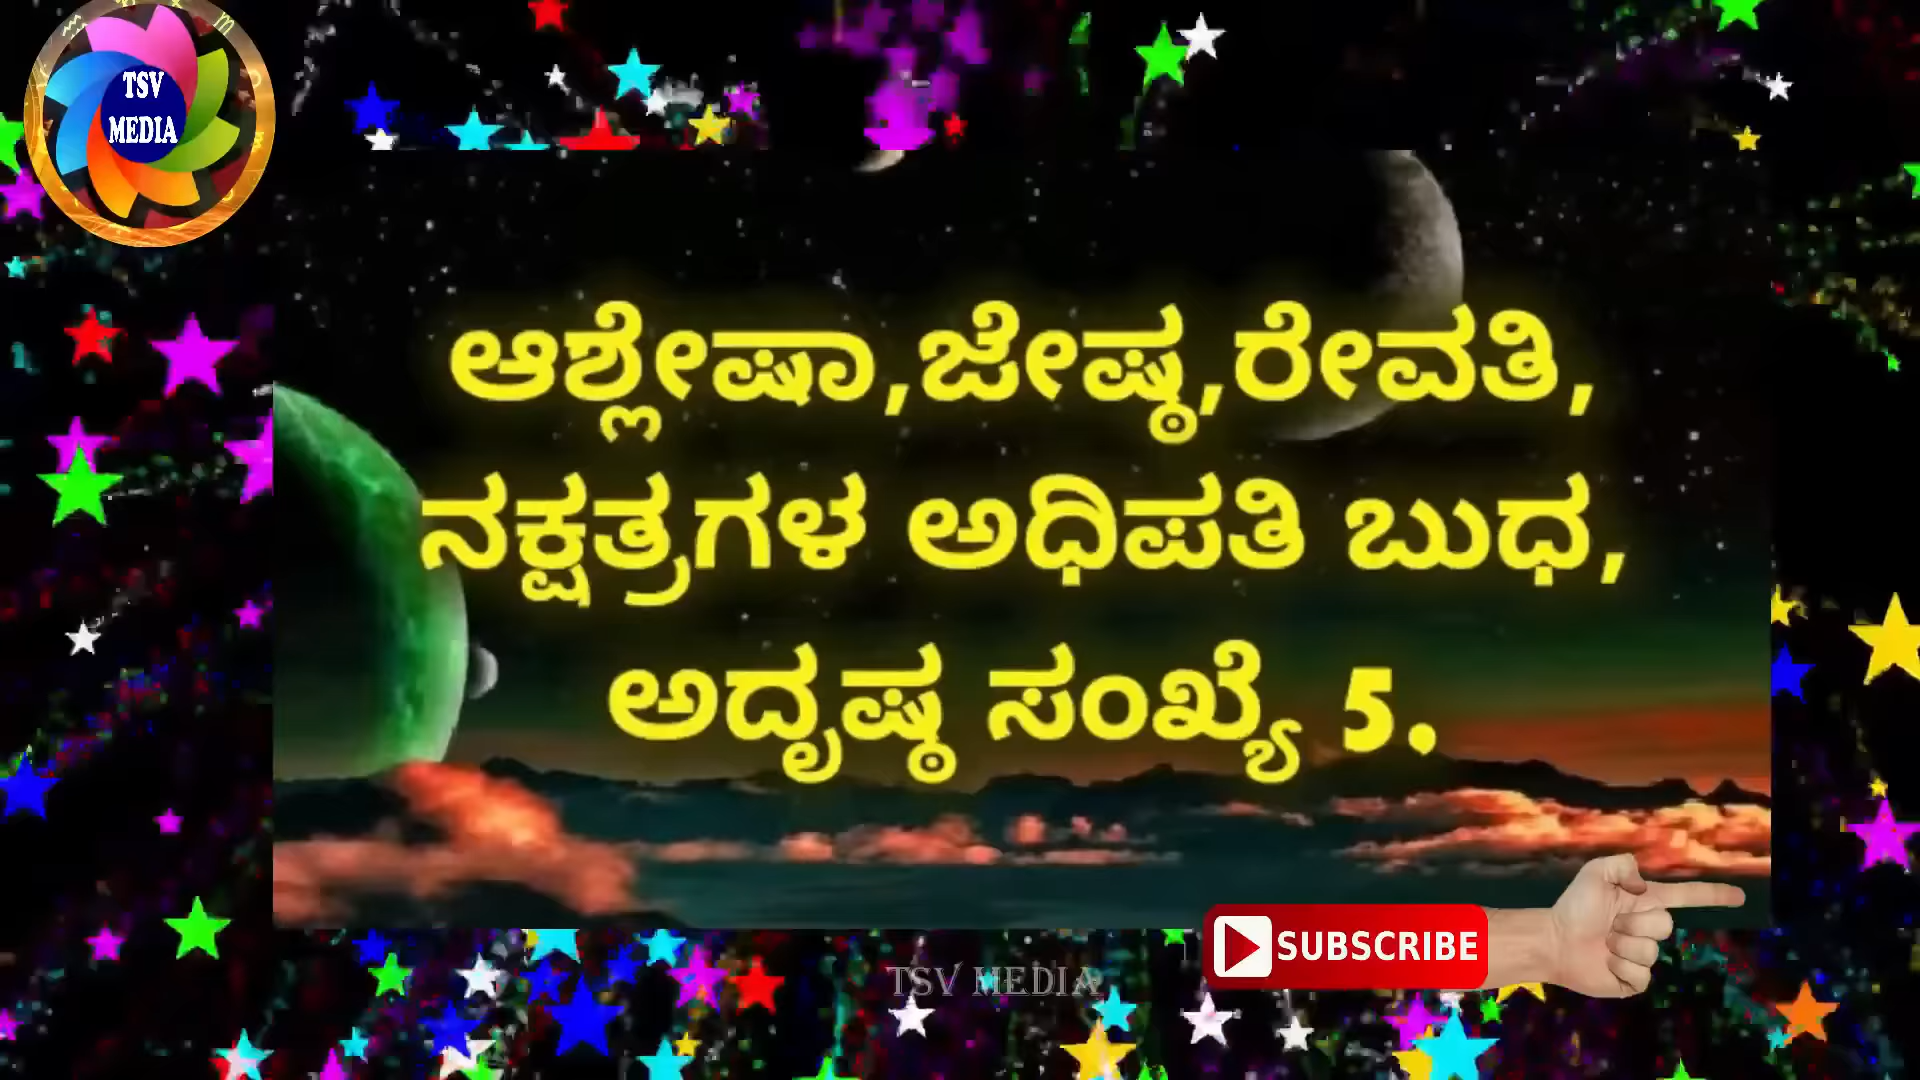 TSV
MEDIA
ಆಶ್ಲೇಷಾ,ಜೇಷ್ಠ,ರೇವತಿ,
ನಕ್ಷತ್ರಗಳ ಅಧಿಪತಿ ಬುಧ,
ಅದೃಷ್ಠ ಸಂಖ್ಯೆ 5.
SUBSCRIBE
TSV MEDIA